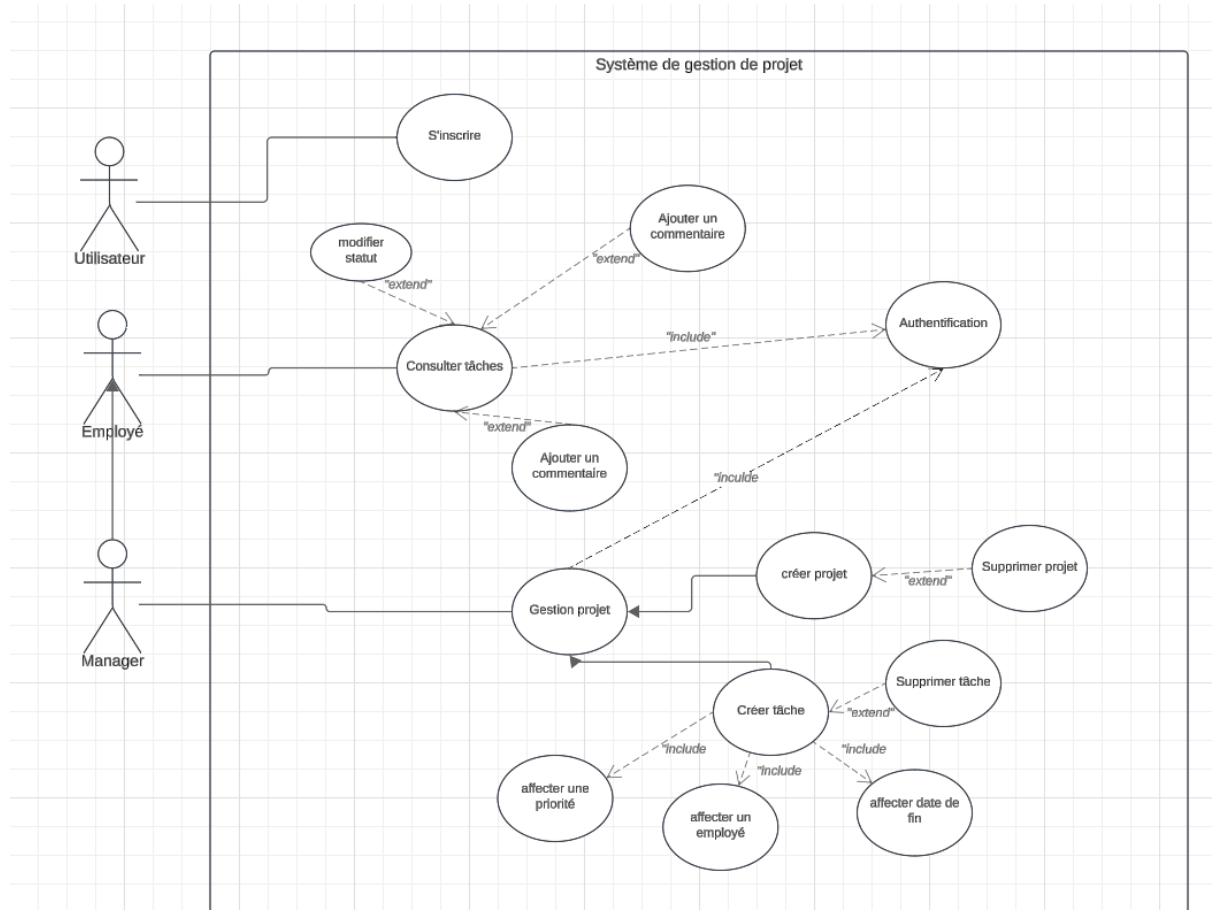 Système de gestion de projet
S'inscrire
Utilisateur
Ajouter un
commentaire
modifier
statut
"extend"
"extend"
Authentification
"include"
Consulter tâches
Employé
"extend"
Ajouter un
commentaire
"inculde
créer projet
Supprimer projet
"extend"
Gestion projet
Manager
Supprimer tâche
Créer tâche
"extend"
"include
"include
"include
affecter une
priorité
affecter un
employé
affecter date de
fin